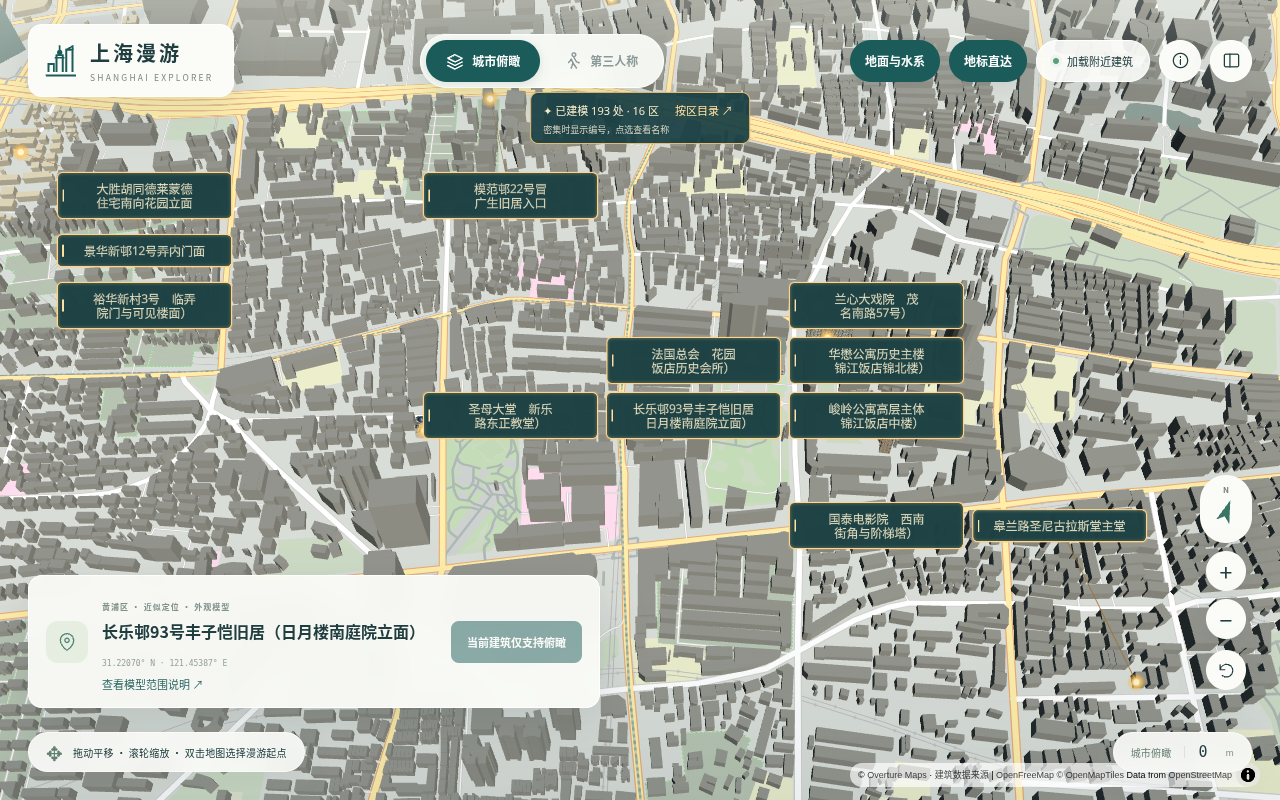 上海漫游
SHANGHAI EXPLORER
城市俯瞰
第三人称
地面与水系
地标直达
加载附近建筑
✦ 已建模 193 处 · 16 区 按区目录 ↗
密集时显示编号，点选查看名称
大胜胡同德莱蒙德
住宅南向花园立面
模范邨22号冒
广生旧居入口
景华新邨12号弄内门面
裕华新村3号 临弄
院门与可见楼面）
兰心大戏院 茂
名南路57号）
法国总会 花园
饭店历史会所）
华懋公寓历史主楼
锦江饭店锦北楼）
圣母大堂 新乐
路东正教堂）
长乐邨93号丰子恺旧居
日月楼南庭院立面）
峻岭公寓高层主体
锦江饭店中楼）
国泰电影院 西南
街角与阶梯塔）
皋兰路圣尼古拉斯堂主堂
N
黄浦区 · 近似定位 · 外观模型
长乐邨93号丰子恺旧居（日月楼南庭院立面）
当前建筑仅支持俯瞰
31.22070° N · 121.45387° E
查看模型范围说明 ↗
拖动平移 · 滚轮缩放 · 双击地图选择漫游起点
城市俯瞰 0 m
© Overture Maps · 建筑数据来源 | OpenFreeMap © OpenMapTiles Data from OpenStreetMap